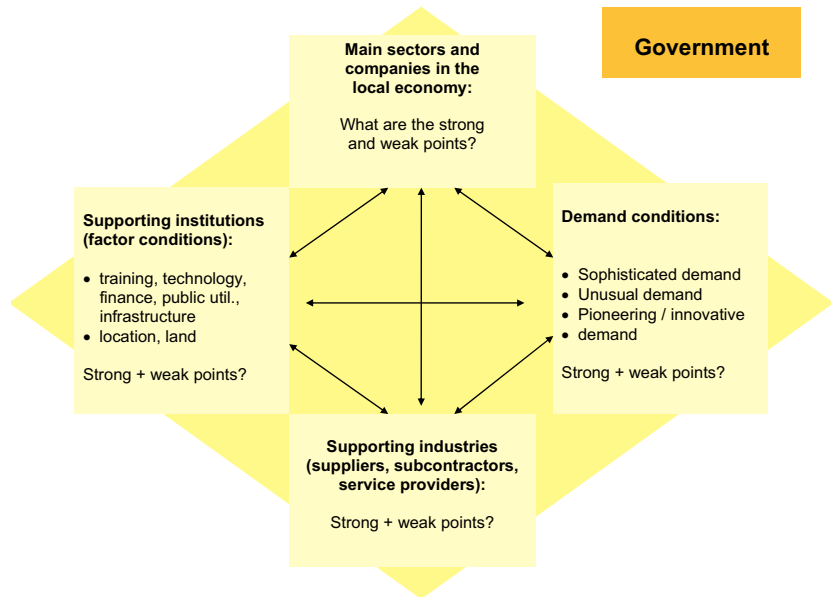 Government
Main sectors and
companies in the
local economy:
What are the strong
and weak points?
Supporting institutions
(factor conditions):
• training, technology,
finance, public util.,
infrastructure
• location, land
Strong + weak points?
Demand conditions:
• Sophisticated demand
• Unusual demand
• Pioneering / innovative
• demand
Strong + weak points?
Supporting industries
(suppliers, subcontractors,
service providers):
Strong + weak points?